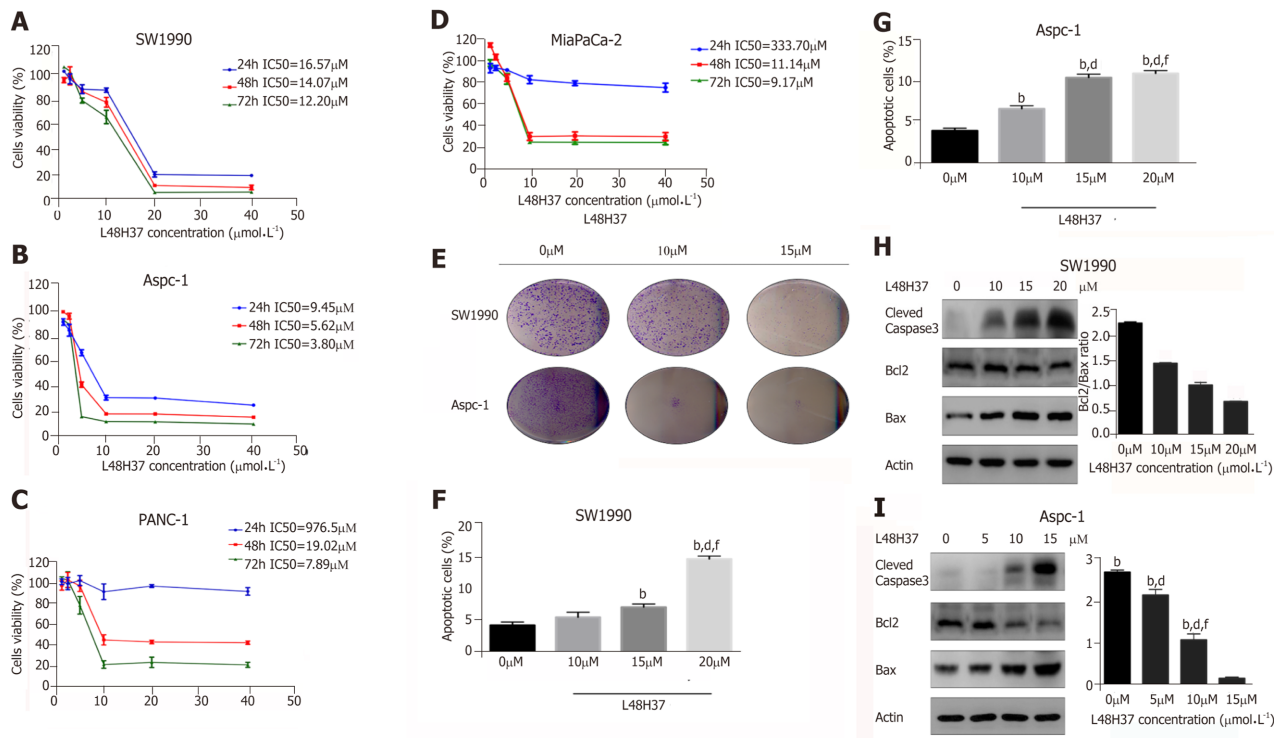 A
SW1990
Cells viability (%)
120
100
80
60
40
20
0
24h IC50=16.57μM
48h IC50=14.07μM
72h IC50=12.20μM
0 10 20 30 40 50
L48H37 concentration (μmol.L-1)
B
Aspc-1
Cells viability (%)
120
100
80
60
40
20
0
24h IC50=9.45μM
48h IC50=5.62μM
72h IC50=3.80μM
0 10 20 30 40 50
L48H37 concentration (μmol.L-1)
C
PANC-1
Cells viability (%)
120
100
80
60
40
20
0
24h IC50=976.5μM
48h IC50=19.02μM
72h IC50=7.89μM
0 10 20 30 40 50
L48H37 concentration (μmol.L-1)
D
MiaPaCa-2
Cells viability (%)
120
100
80
60
40
20
0
24h IC50=333.70μM
48h IC50=11.14μM
72h IC50=9.17μM
0 10 20 30 40 50
L48H37 concentration (μmol.L-1)
L48H37
E
0μM 10μM 15μM
SW1990
Aspc-1
F
SW1990
Apoptotic cells (%)
20
15
10
5
0
b
b,d,f
0μM 10μM 15μM 20μM
L48H37
G
Aspc-1
Apoptotic cells (%)
15
10
5
0
b
b,d
b,d,f
0μM 10μM 15μM 20μM
L48H37
H
SW1990
L48H37 0 10 15 20 μM
Cleved
Caspase3
Bcl2
Bax
Actin
Bcl2/Bax ratio
2.5
2.0
1.5
1.0
0.5
0.0
0μM 10μM 15μM 20μM
L48H37 concentration (μmol.L-1)
I
Aspc-1
L48H37 0 5 10 15 μM
Cleved
Caspase3
Bcl2
Bax
Actin
3
2
1
0
b
b,d
b,d,f
0μM 5μM 10μM 15μM
L48H37 concentration (μmol.L-1)